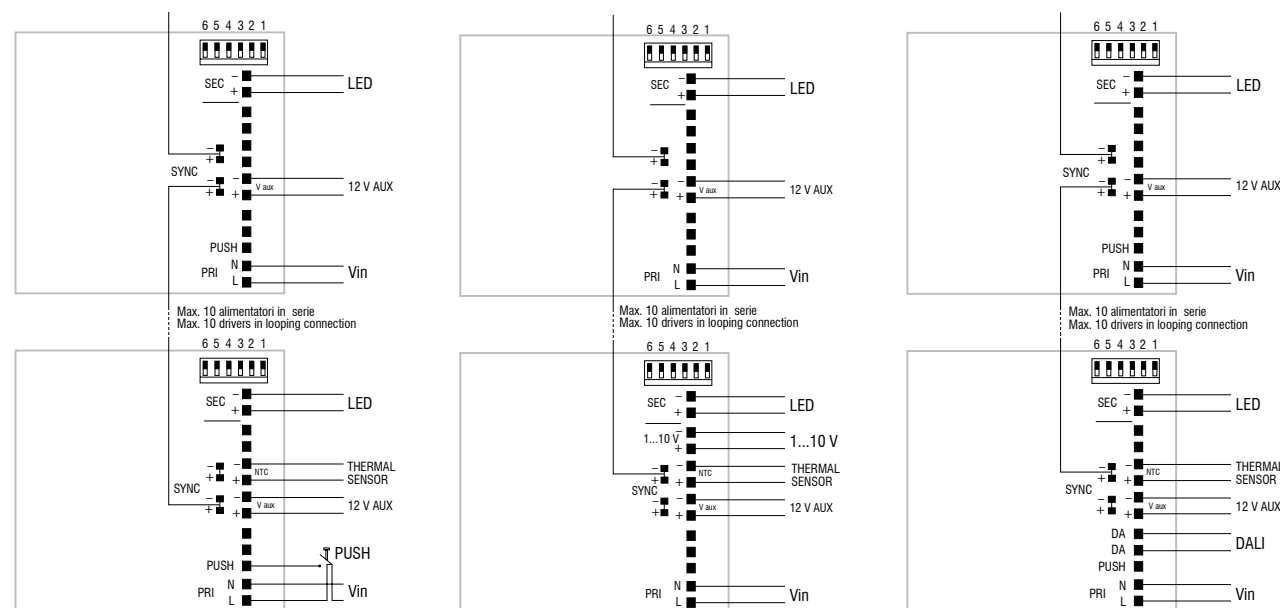 6 5 4 3 2 1
SEC
-
+
LED
-
+
SYNC
-
+
-
+
V aux
12 V AUX
PUSH
PRI
N
L
Vin
Max. 10 alimentatori in serie
Max. 10 drivers in looping connection
6 5 4 3 2 1
SEC
-
+
LED
-
+
-
+
NTC
THERMAL
SENSOR
SYNC
-
+
-
+
V aux
12 V AUX
PUSH
PUSH
PRI
N
L
Vin
6 5 4 3 2 1
SEC
-
+
LED
-
+
-
+
-
+
V aux
12 V AUX
PRI
N
L
Vin
Max. 10 alimentatori in serie
Max. 10 drivers in looping connection
6 5 4 3 2 1
SEC
-
+
LED
1...10 V
-
+
1...10 V
-
+
-
+
NTC
THERMAL
SENSOR
SYNC
-
+
-
+
V aux
12 V AUX
PRI
N
L
Vin
6 5 4 3 2 1
SEC
-
+
LED
-
+
SYNC
-
+
-
+
V aux
12 V AUX
PUSH
PRI
N
L
Vin
Max. 10 alimentatori in serie
Max. 10 drivers in looping connection
6 5 4 3 2 1
SEC
-
+
LED
-
+
-
+
NTC
THERMAL
SENSOR
SYNC
-
+
-
+
V aux
12 V AUX
DA
DA
DALI
PUSH
PRI
N
L
Vin